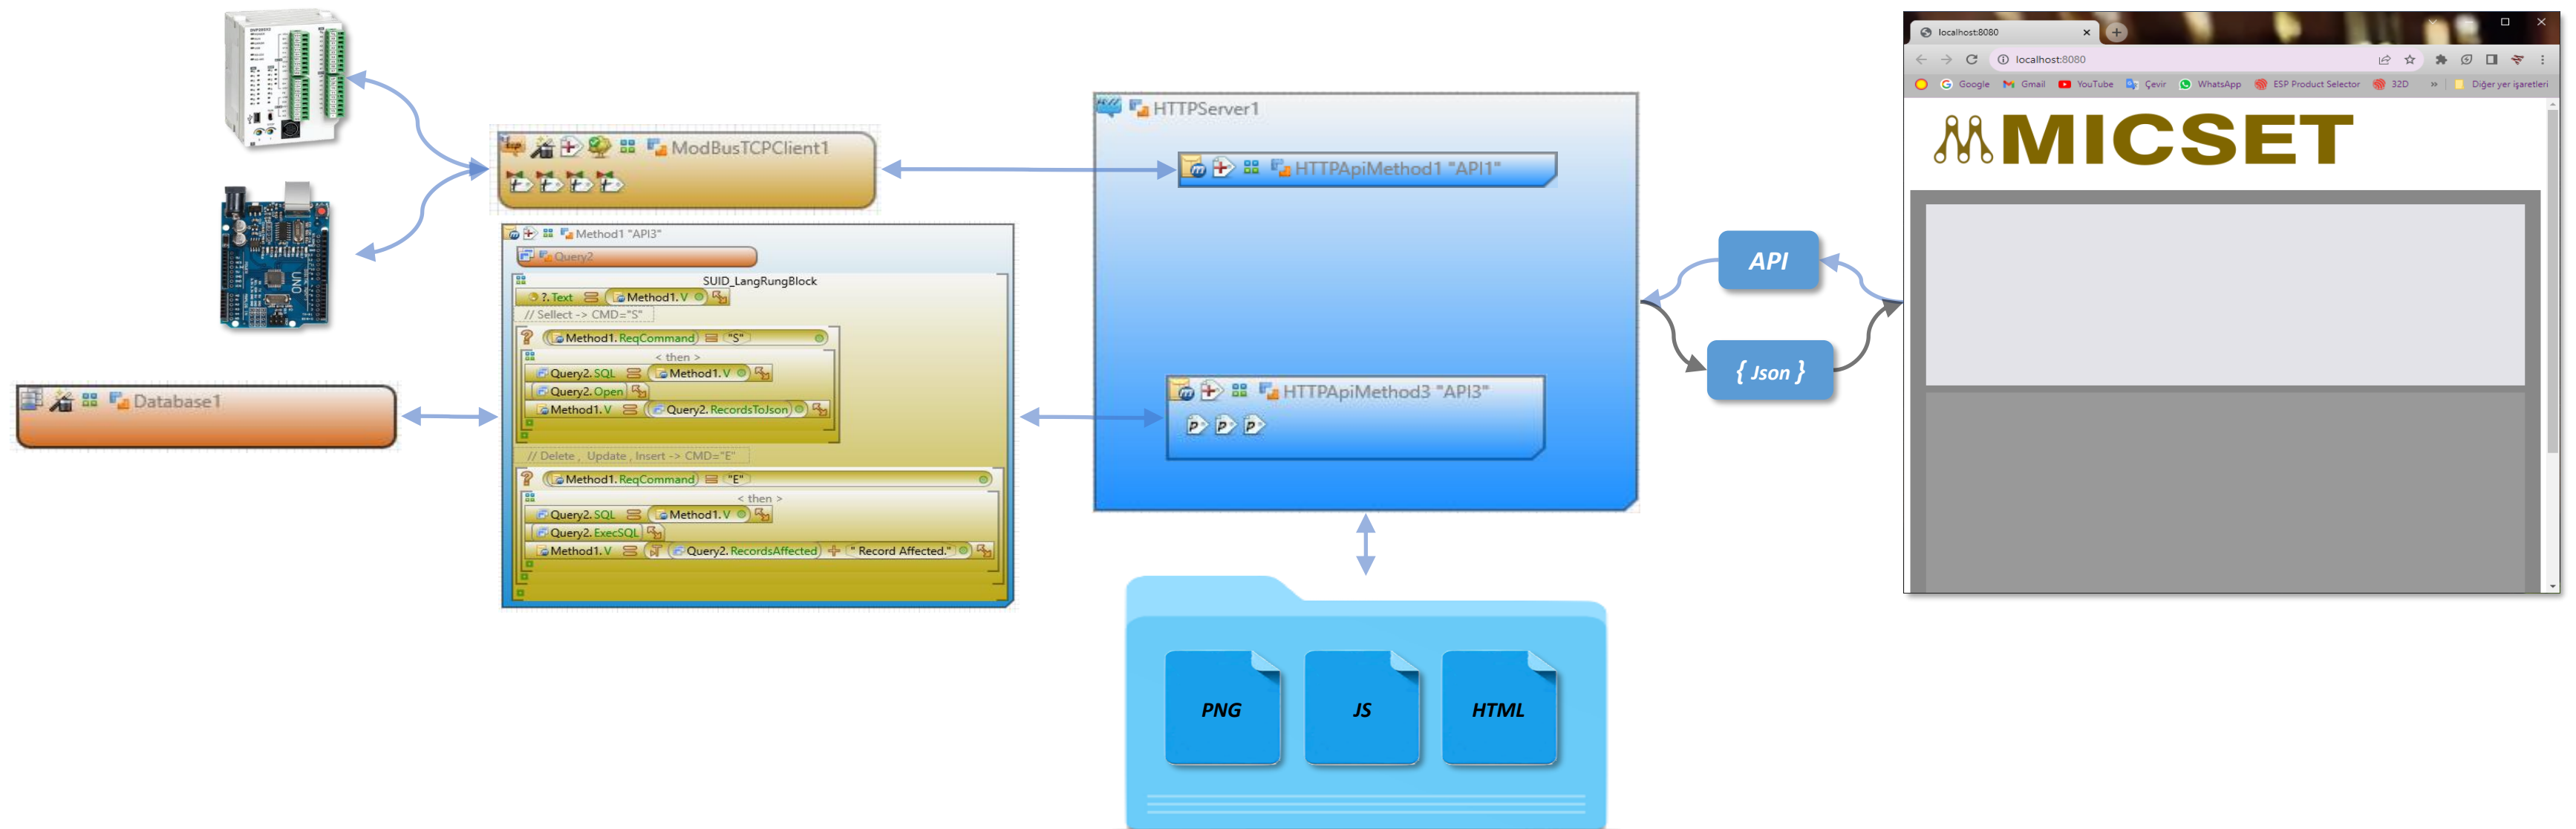 UNO
ModBusTCPClient1
Database1
Method1 "API3"
Query2
SUID_LangRungBlock
?.Text = Method1.V
// Sellect -> CMD="S"
Method1.ReqCommand = "S"
< then >
Query2.SQL = Method1.V
Query2.Open
Method1.V = Query2.RecordsToJson
// Delete , Update , Insert -> CMD="E"
Method1.ReqCommand = "E"
< then >
Query2.SQL = Method1.V
Query2.ExecSQL
Method1.V = Query2.RecordsAffected + " Record Affected."
HTTPServer1
HTTPApiMethod1 "API1"
HTTPApiMethod3 "API3"
P P P
PNG
JS
HTML
API
{ Json }
localhost:8080
localhost:8080
Google Gmail YouTube Çevir WhatsApp ESP Product Selector 32D » Diğer yer işaretleri
MICSET